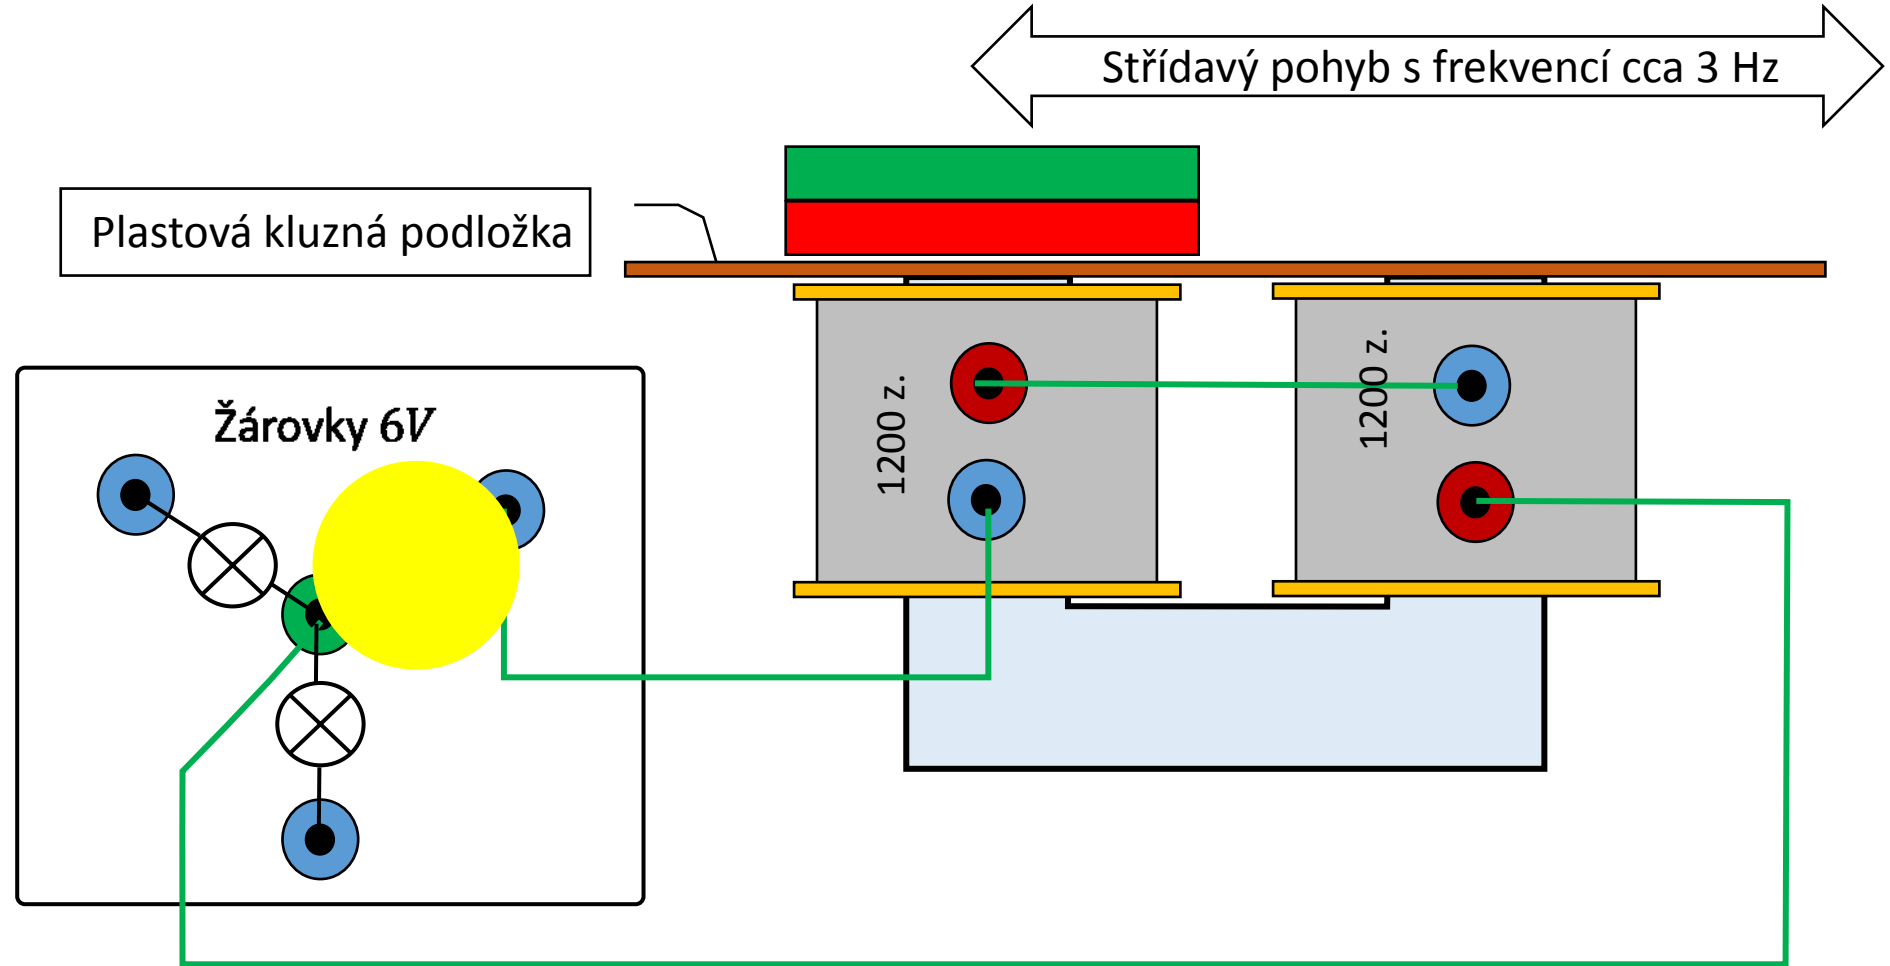 Střídavý pohyb s frekvencí cca 3 Hz
Plastová kluzná podložka
Žárovky 6V
1200 z.
1200 z.